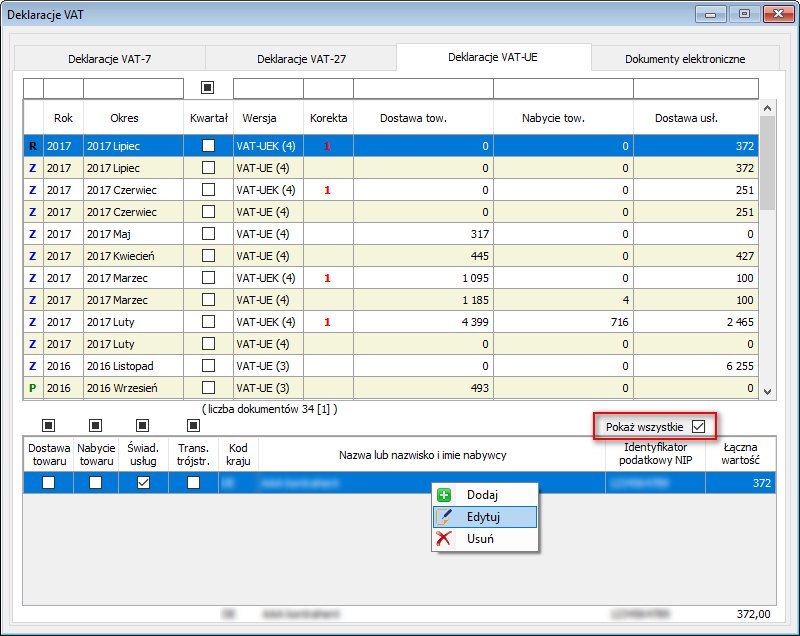 Deklaracje VAT
Deklaracje VAT-7 Deklaracje VAT-27 Deklaracje VAT-UE Dokumenty elektroniczne
Rok Okres Kwartał Wersja Korekta Dostawa tow. Nabycie tow. Dostawa usł.
R 2017 2017 Lipiec VAT-UEK (4) 1 0 0 372
Z 2017 2017 Lipiec VAT-UE (4) 0 0 372
Z 2017 2017 Czerwiec VAT-UEK (4) 1 0 0 251
Z 2017 2017 Czerwiec VAT-UE (4) 0 0 251
Z 2017 2017 Maj VAT-UE (4) 317 0 0
Z 2017 2017 Kwiecień VAT-UE (4) 445 0 427
Z 2017 2017 Marzec VAT-UEK (4) 1 1 095 0 100
Z 2017 2017 Marzec VAT-UE (4) 1 185 4 100
Z 2017 2017 Luty VAT-UEK (4) 1 4 399 716 2 465
Z 2017 2017 Luty VAT-UE (4) 0 0 0
Z 2016 2016 Listopad VAT-UE (3) 0 0 6 255
P 2016 2016 Wrzesień VAT-UE (3) 493 0 0
( liczba dokumentów 34 [1] )
Pokaż wszystkie
Dostawa towaru Nabycie towaru Świad. usług Trans. trójstr. Kod kraju Nazwa lub nazwisko i imie nabywcy Identyfikator podatkowy NIP Łączna wartość
372
Dodaj
Edytuj
Usuń
372,00